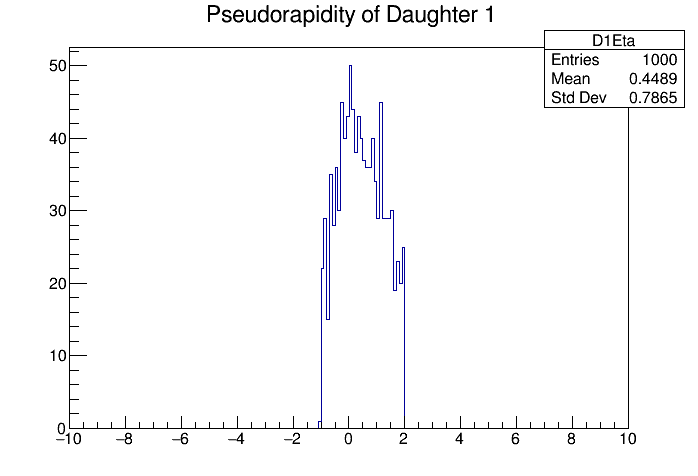 Pseudorapidity of Daughter 1
D1Eta
Entries 1000
Mean 0.4489
Std Dev 0.7865
50
40
30
20
10
0
−10 −8 −6 −4 −2 0 2 4 6 8 10